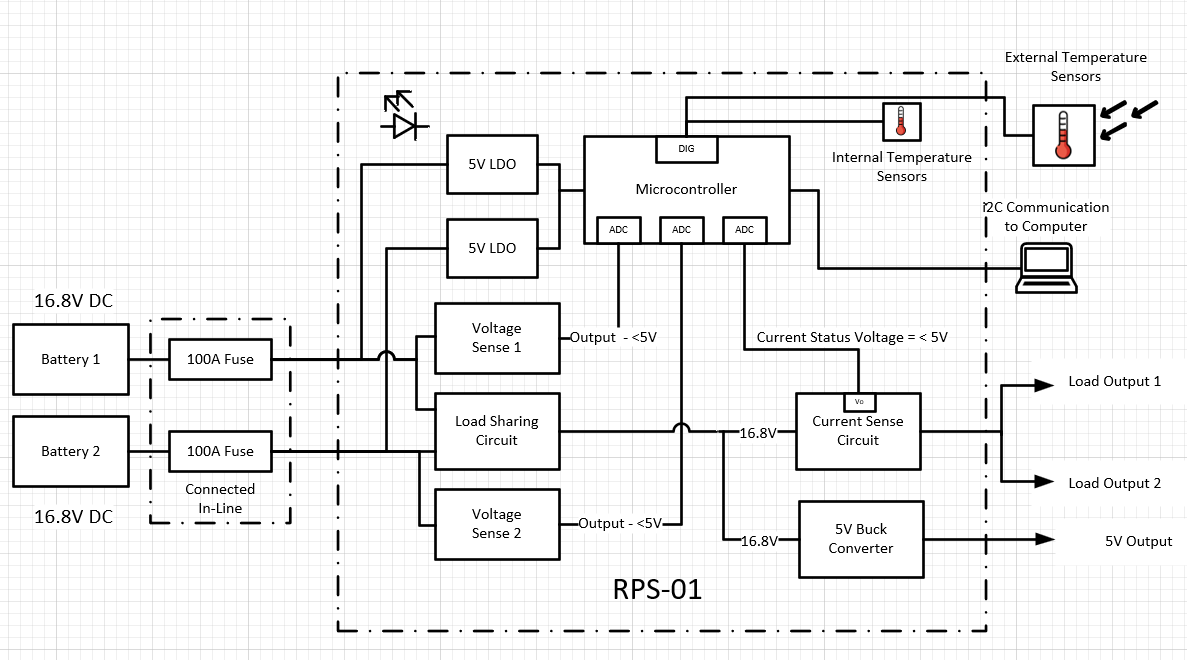 External Temperature
Sensors
5V LDO
DIG
Microcontroller
Internal Temperature
Sensors
i2C Communication
to Computer
5V LDO
ADC
ADC
ADC
16.8V DC
Battery 1
100A Fuse
Voltage
Sense 1
Output - <5V
Current Status Voltage = < 5V
Load Output 1
Vo
Battery 2
100A Fuse
Load Sharing
Circuit
16.8V
Current Sense
Circuit
Load Output 2
Connected
In-Line
16.8V DC
Voltage
Sense 2
Output - <5V
16.8V
5V Buck
Converter
5V Output
RPS-01